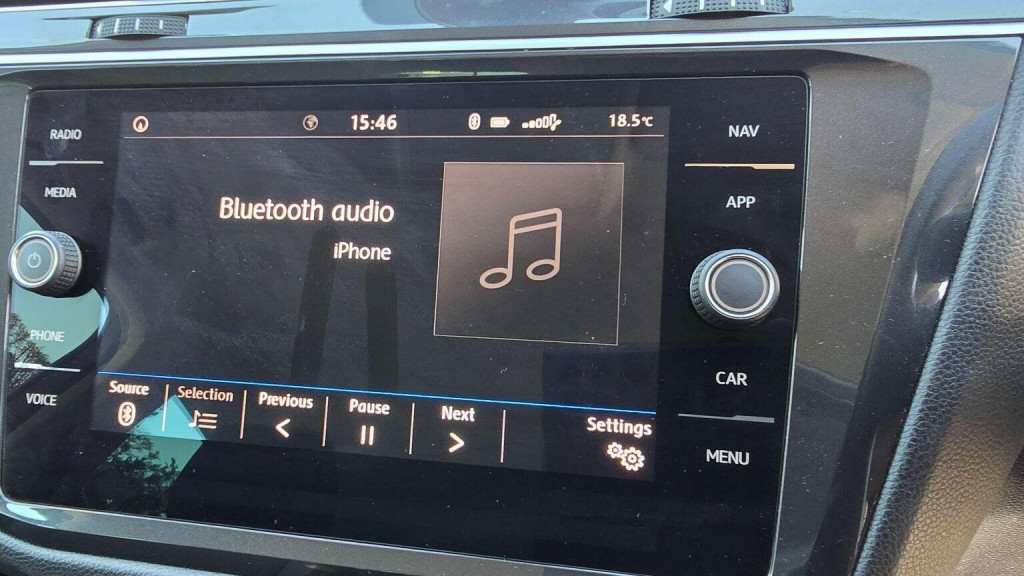 RADIO
MEDIA
PHONE
VOICE
15:46
18.5°C
Bluetooth audio
iPhone
Source
Selection
Previous
Pause
Next
Settings
NAV
APP
CAR
MENU